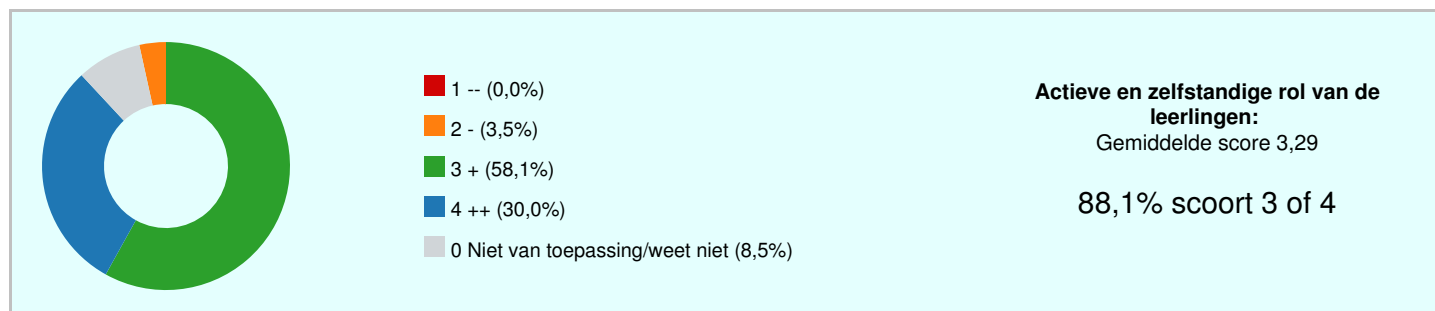 1 -- (0,0%)
2 - (3,5%)
3 + (58,1%)
4 ++ (30,0%)
0 Niet van toepassing/weet niet (8,5%)
Actieve en zelfstandige rol van de
leerlingen:
Gemiddelde score 3,29
88,1% scoort 3 of 4